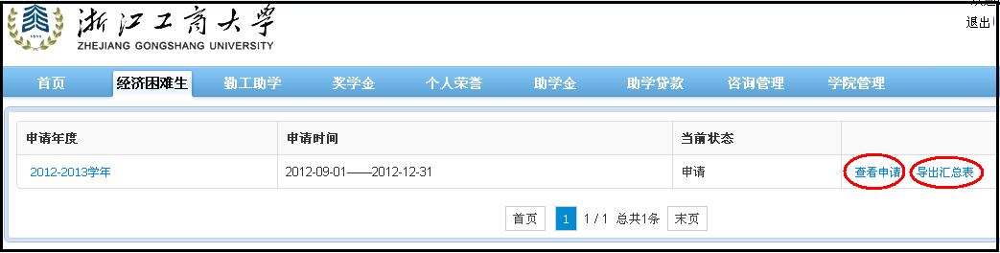 浙江工商大学
ZHEJIANG GONGSHANG UNIVERSITY
退出
首页 经济困难生 勤工助学 奖学金 个人荣誉 助学金 助学贷款 咨询管理 学院管理
申请年度 申请时间 当前状态
2012-2013学年 2012-09-01——2012-12-31 申请 查看申请 导出汇总表
首页 1 1 / 1 总共1条 末页